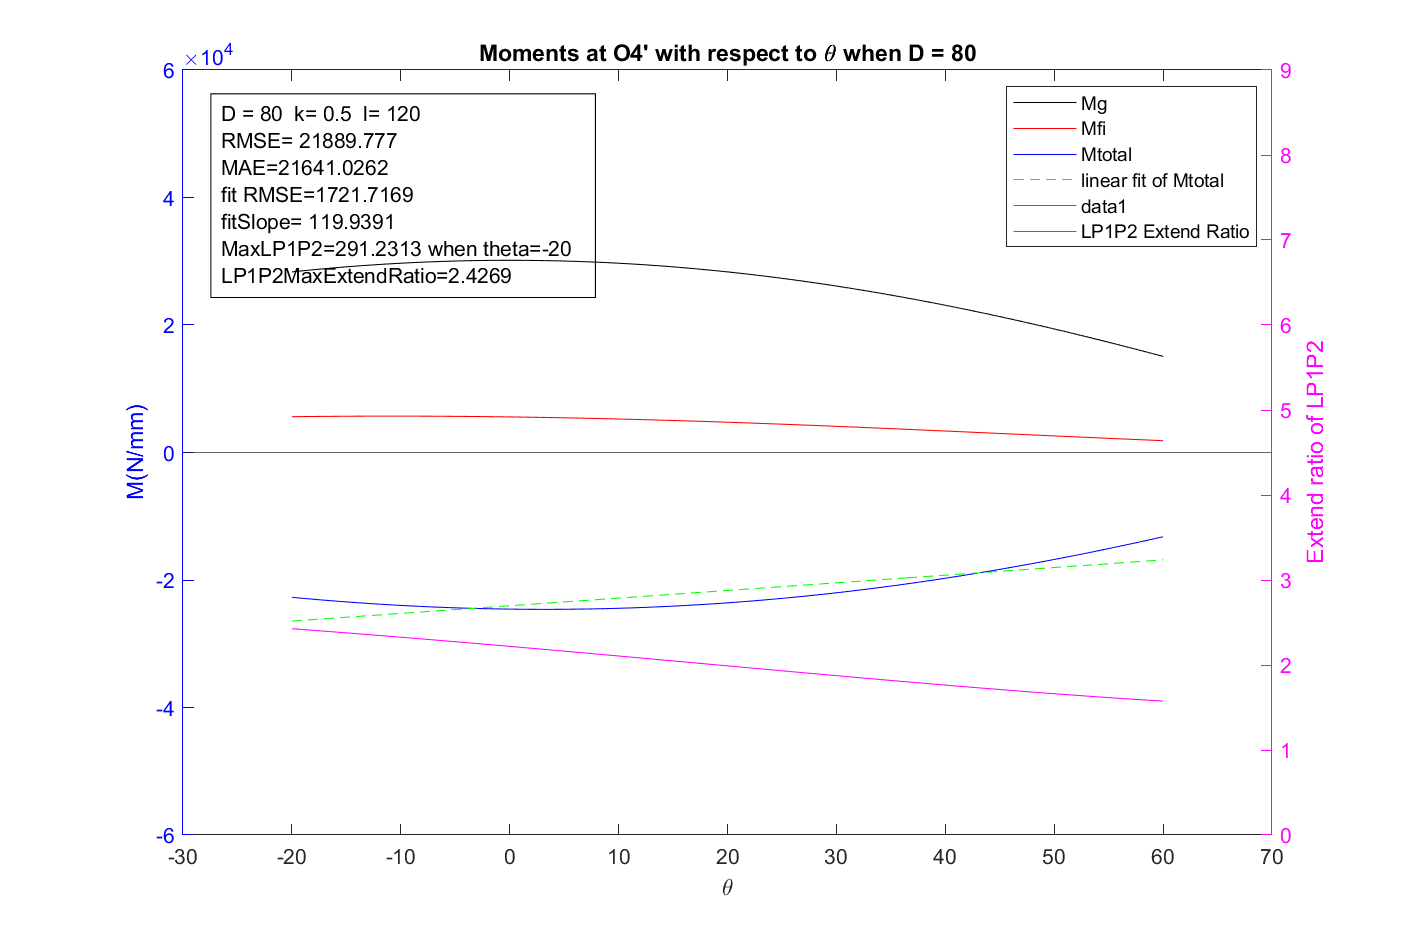 Moments at O4' with respect to θ when D = 80
×10^4
6
4
2
0
-2
-4
-6
M(N/mm)
D = 80  k= 0.5  l= 120
RMSE= 21889.777
MAE=21641.0262
fit RMSE=1721.7169
fitSlope= 119.9391
MaxLP1P2=291.2313 when theta=-20
LP1P2MaxExtendRatio=2.4269
Mg
Mfi
Mtotal
linear fit of Mtotal
data1
LP1P2 Extend Ratio
9
8
7
6
5
4
3
2
1
0
Extend ratio of LP1P2
-30 -20 -10 0 10 20 30 40 50 60 70
θ